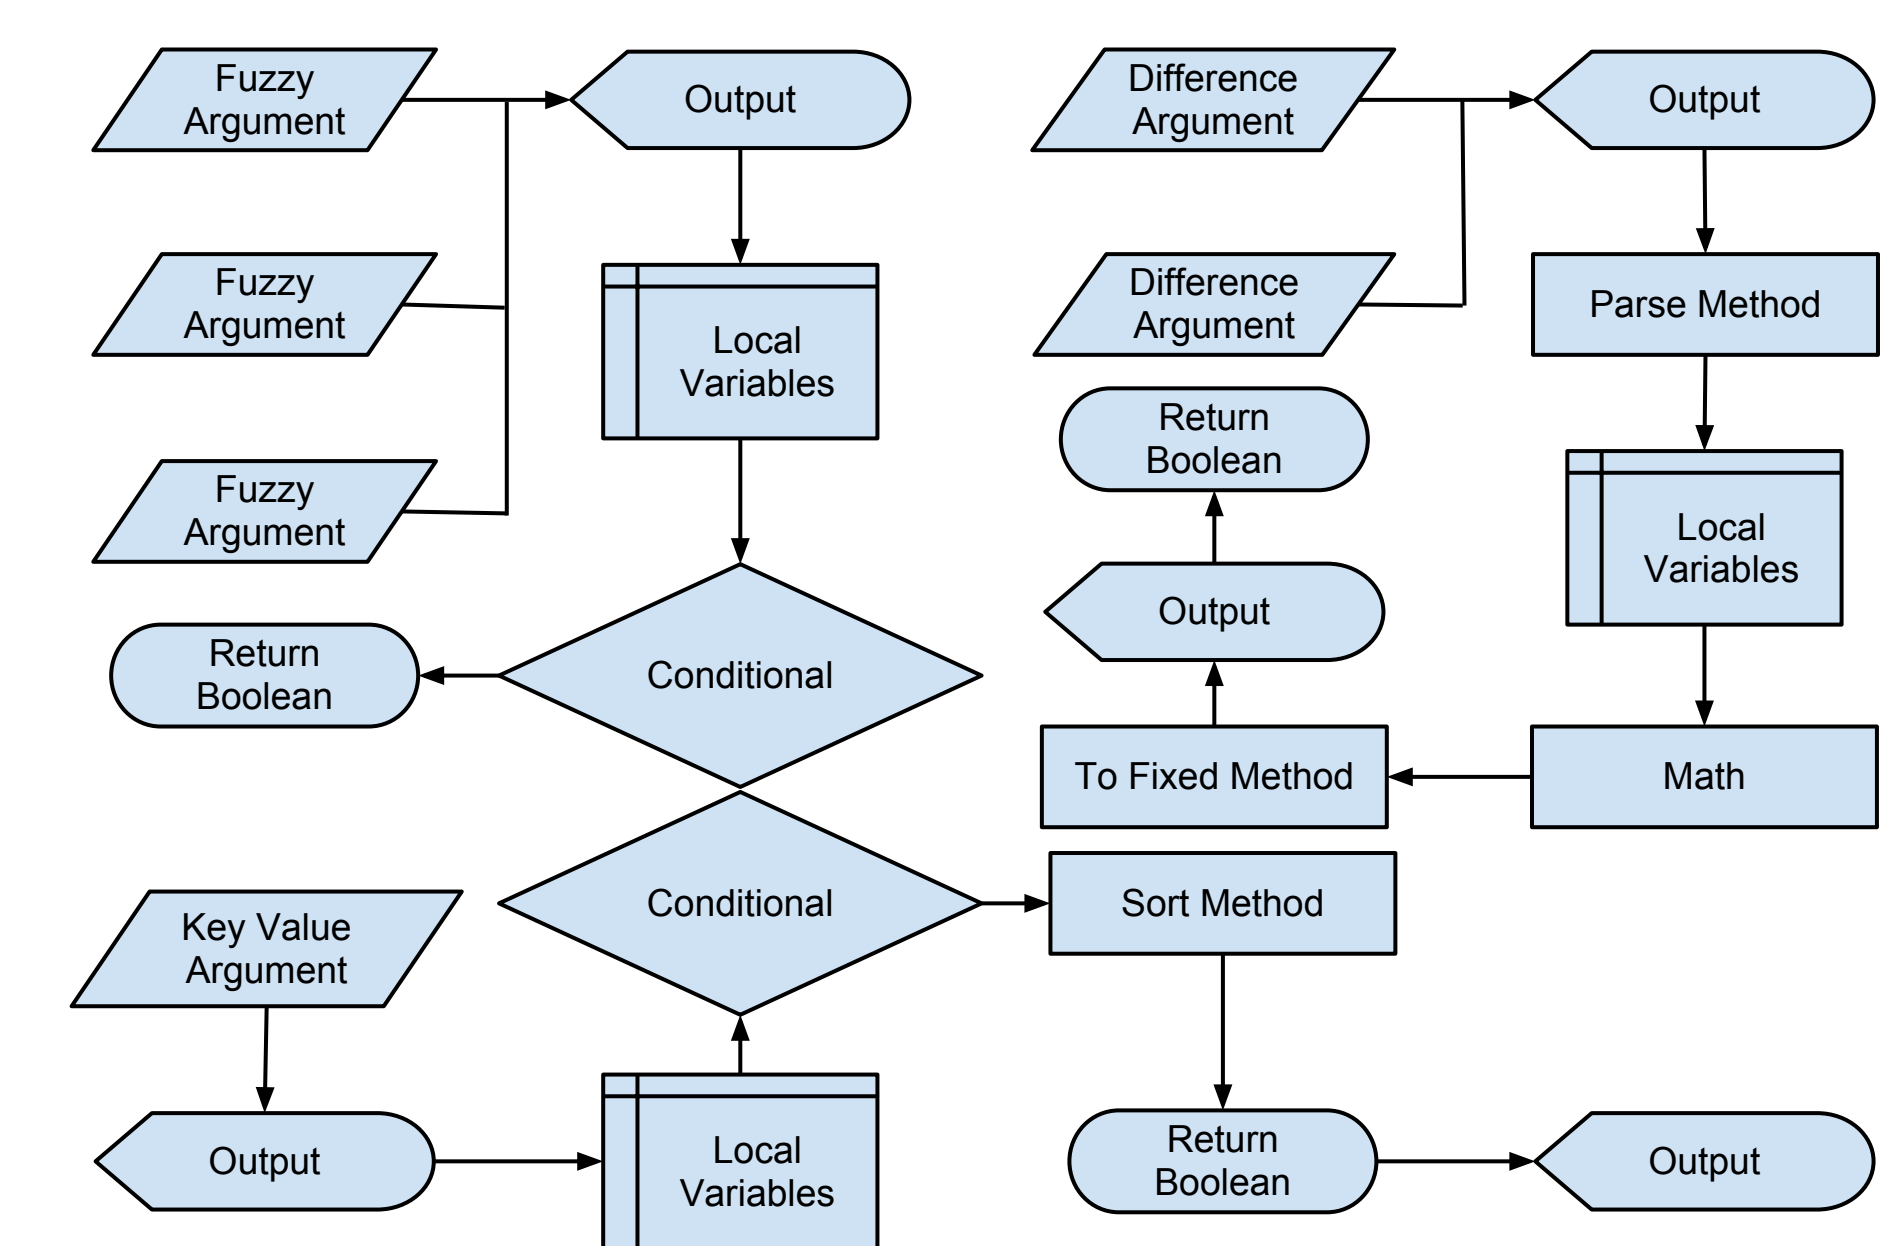 Fuzzy
Argument
Output
Fuzzy
Argument
Local
Variables
Fuzzy
Argument
Return
Boolean
Conditional
Difference
Argument
Output
Difference
Argument
Parse Method
Return
Boolean
Local
Variables
Output
To Fixed Method
Math
Conditional
Sort Method
Key Value
Argument
Output
Local
Variables
Return
Boolean
Output